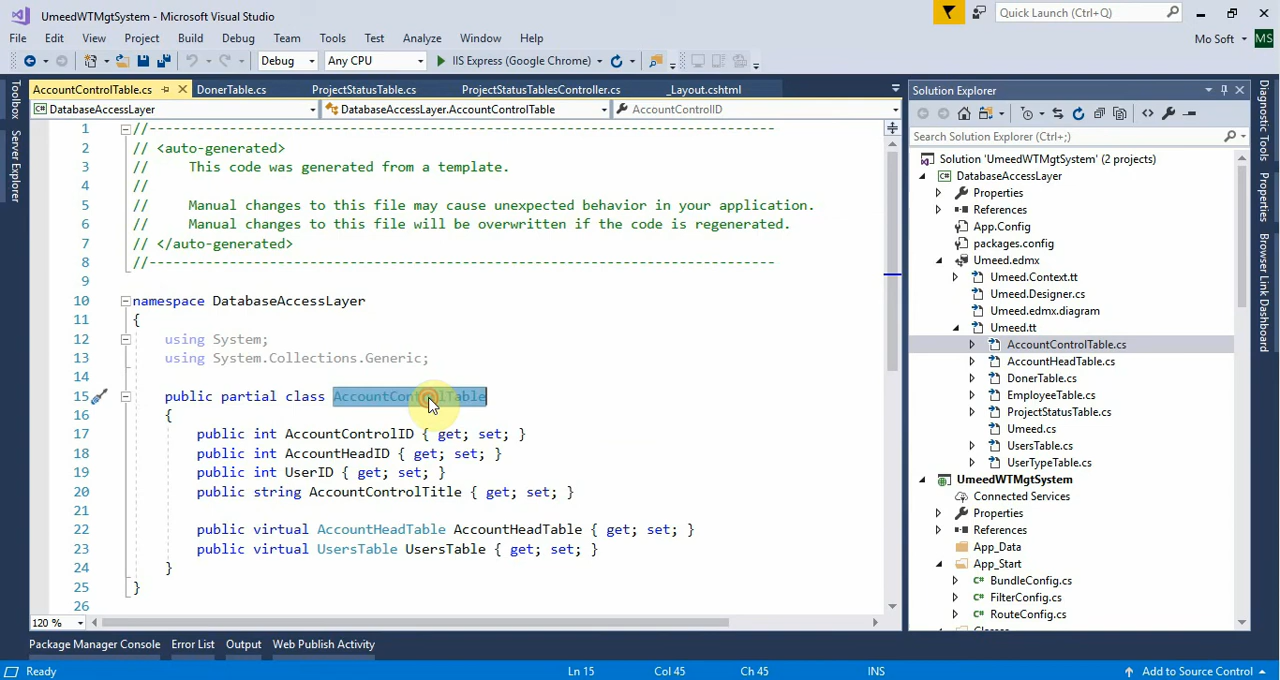 UmeedWTMgtSystem - Microsoft Visual Studio
Quick Launch (Ctrl+Q)
File Edit View Project Build Debug Team Tools Test Analyze Window Help
Mo Soft MS
Debug Any CPU IIS Express (Google Chrome)
Toolbox
Server Explorer
AccountControlTable.cs DonerTable.cs ProjectStatusTable.cs ProjectStatusTablesController.cs _Layout.cshtml
DatabaseAccessLayer DatabaseAccessLayer.AccountControlTable AccountControlID
1 //------------------------------------------------------------------------------
2 // <auto-generated>
3 //     This code was generated from a template.
4 //
5 //     Manual changes to this file may cause unexpected behavior in your application.
6 //     Manual changes to this file will be overwritten if the code is regenerated.
7 // </auto-generated>
8 //------------------------------------------------------------------------------
9
10 namespace DatabaseAccessLayer
11 {
12     using System;
13     using System.Collections.Generic;
14
15     public partial class AccountControlTable
16     {
17         public int AccountControlID { get; set; }
18         public int AccountHeadID { get; set; }
19         public int UserID { get; set; }
20         public string AccountControlTitle { get; set; }
21
22         public virtual AccountHeadTable AccountHeadTable { get; set; }
23         public virtual UsersTable UsersTable { get; set; }
24     }
25 }
26
120 %
Solution Explorer
Search Solution Explorer (Ctrl+;)
Solution 'UmeedWTMgtSystem' (2 projects)
DatabaseAccessLayer
Properties
References
App.Config
packages.config
Umeed.edmx
Umeed.Context.tt
Umeed.Designer.cs
Umeed.edmx.diagram
Umeed.tt
AccountControlTable.cs
AccountHeadTable.cs
DonerTable.cs
EmployeeTable.cs
ProjectStatusTable.cs
Umeed.cs
UsersTable.cs
UserTypeTable.cs
UmeedWTMgtSystem
Connected Services
Properties
References
App_Data
App_Start
BundleConfig.cs
FilterConfig.cs
RouteConfig.cs
Diagnostic Tools
Properties
Browser Link Dashboard
Package Manager Console Error List Output Web Publish Activity
Ready Ln 15 Col 45 Ch 45 INS Add to Source Control